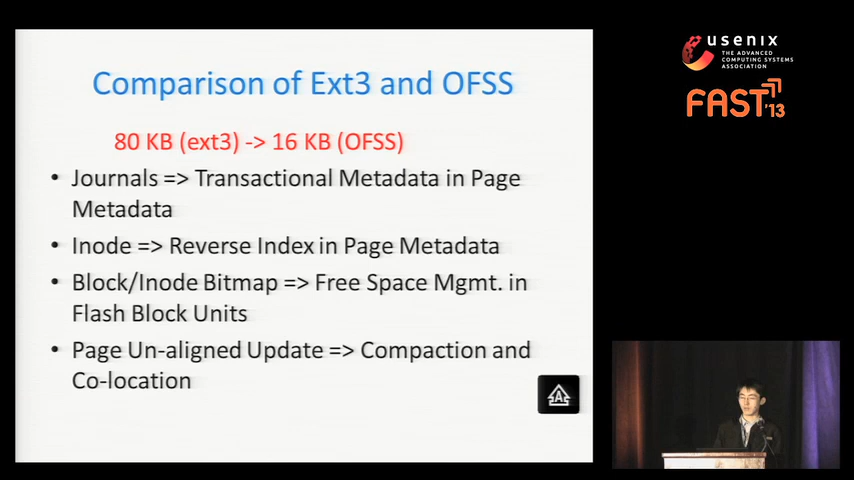 Comparison of Ext3 and OFSS
80 KB (ext3) -> 16 KB (OFSS)
• Journals => Transactional Metadata in Page
Metadata
• Inode => Reverse Index in Page Metadata
• Block/Inode Bitmap => Free Space Mgmt. in
Flash Block Units
• Page Un-aligned Update => Compaction and
Co-location
A
usenix
THE ADVANCED
COMPUTING SYSTEMS
ASSOCIATION
FAST '13